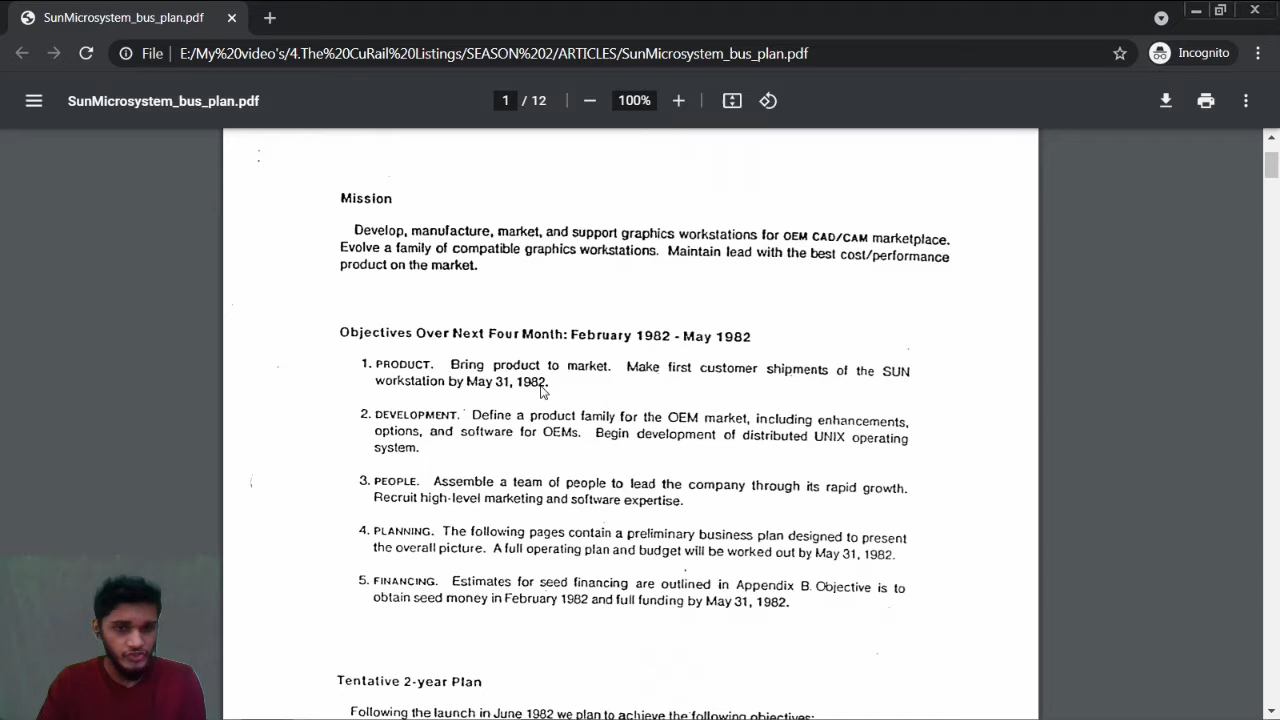 SunMicrosystem_bus_plan.pdf
File E:/My%20video's/4.The%20CuRail%20Listings/SEASON%202/ARTICLES/SunMicrosystem_bus_plan.pdf Incognito
SunMicrosystem_bus_plan.pdf 1 / 12 100%
Mission
Develop, manufacture, market, and support graphics workstations for OEM CAD/CAM marketplace.
Evolve a family of compatible graphics workstations. Maintain lead with the best cost/performance
product on the market.
Objectives Over Next Four Month: February 1982 - May 1982
1. PRODUCT. Bring product to market. Make first customer shipments of the SUN
workstation by May 31, 1982.
2. DEVELOPMENT. Define a product family for the OEM market, including enhancements,
options, and software for OEMs. Begin development of distributed UNIX operating
system.
3. PEOPLE. Assemble a team of people to lead the company through its rapid growth.
Recruit high-level marketing and software expertise.
4. PLANNING. The following pages contain a preliminary business plan designed to present
the overall picture. A full operating plan and budget will be worked out by May 31, 1982.
5. FINANCING. Estimates for seed financing are outlined in Appendix B. Objective is to
obtain seed money in February 1982 and full funding by May 31, 1982.
Tentative 2-year Plan
Following the launch in June 1982 we plan to achieve the following objectives: